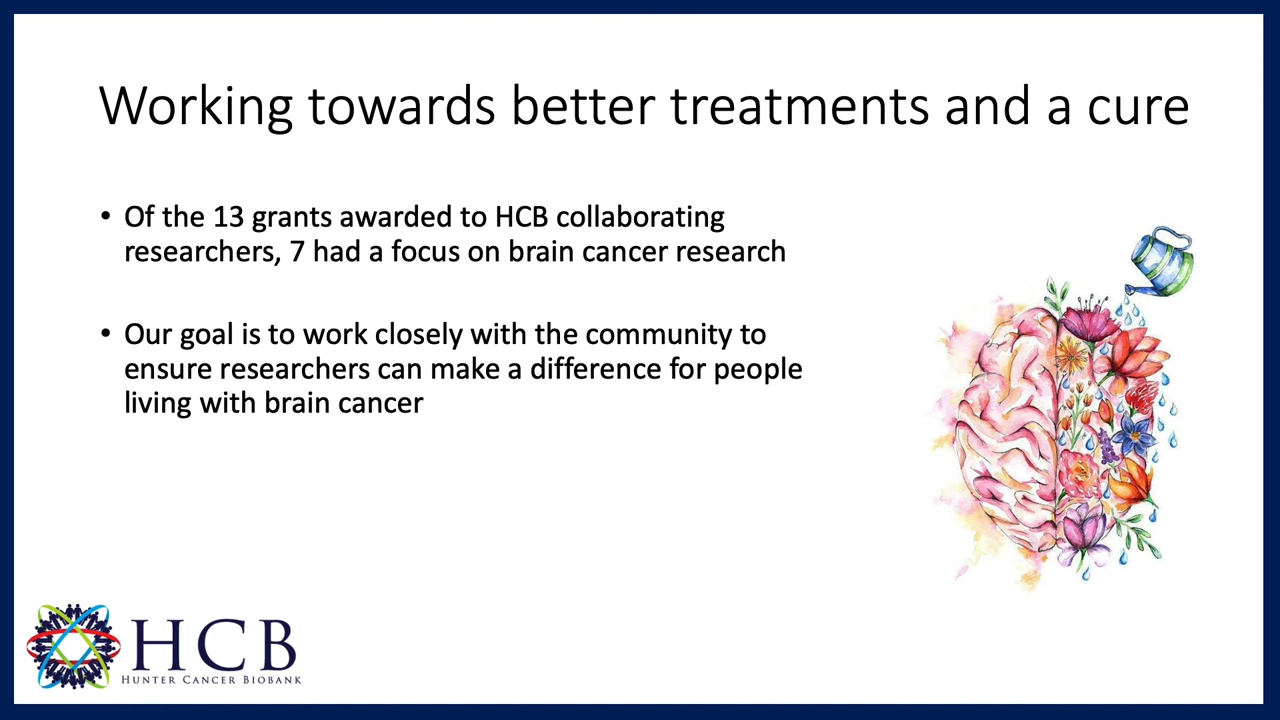 Working towards better treatments and a cure
• Of the 13 grants awarded to HCB collaborating
researchers, 7 had a focus on brain cancer research
• Our goal is to work closely with the community to
ensure researchers can make a difference for people
living with brain cancer
HCB
HUNTER CANCER BIOBANK